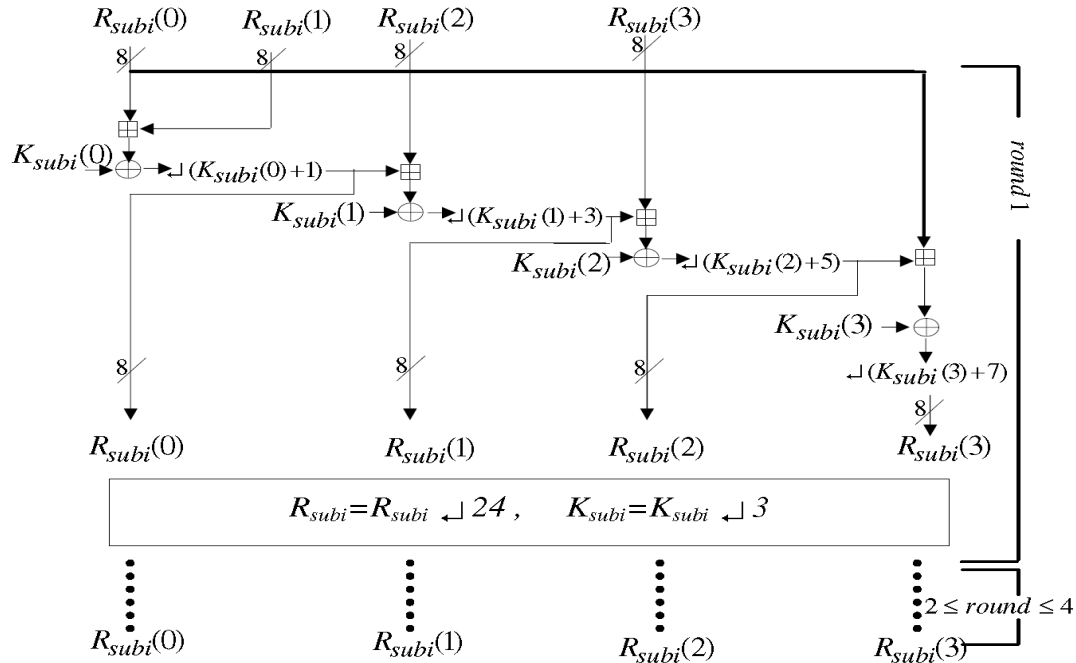 R_subi(0) R_subi(1) R_subi(2) R_subi(3)
8 8 8 8
K_subi(0) ↵ (K_subi(0)+1)
K_subi(1) ↵ (K_subi(1)+3)
K_subi(2) ↵ (K_subi(2)+5)
K_subi(3)
↵ (K_subi(3)+7)
8 8 8 8
R_subi(0) R_subi(1) R_subi(2) R_subi(3)
R_subi=R_subi ↵ 24 , K_subi=K_subi ↵ 3
round 1
2 ≤ round ≤ 4
R_subi(0) R_subi(1) R_subi(2) R_subi(3)